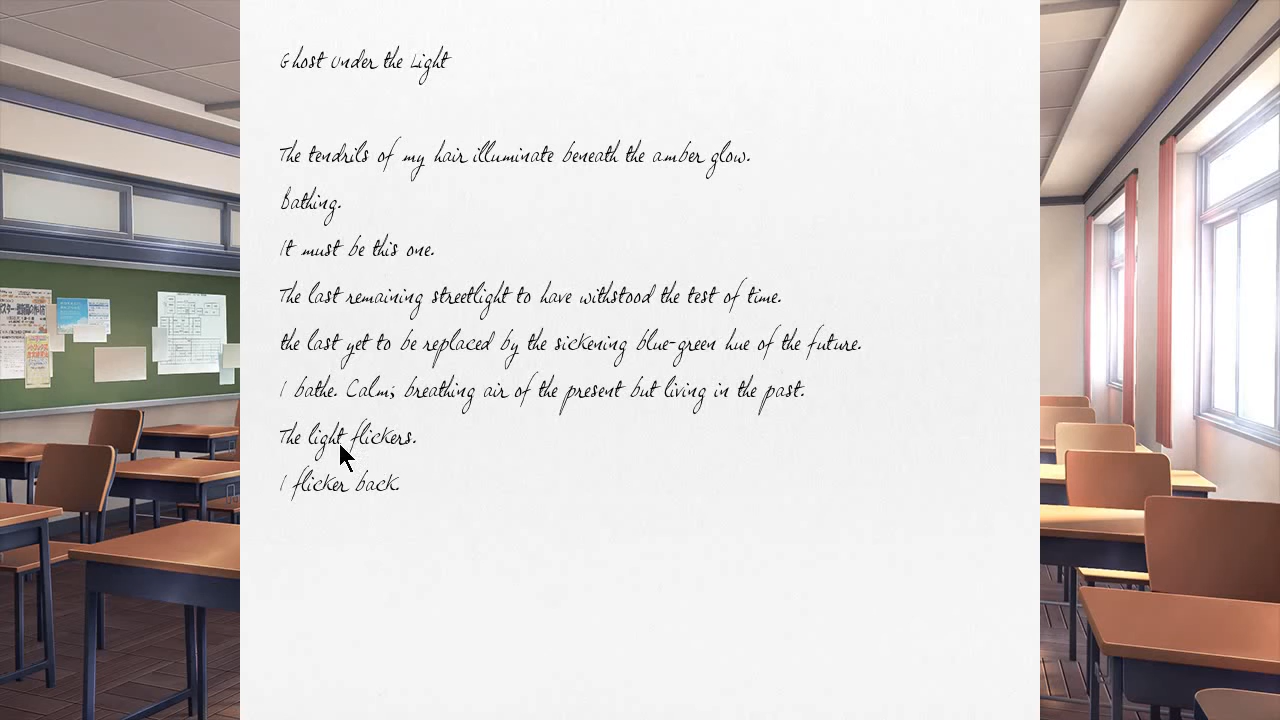 Ghost Under the Light
The tendrils of my hair illuminate beneath the amber glow.
Bathing.
It must be this one.
The last remaining streetlight to have withstood the test of time.
the last yet to be replaced by the sickening blue-green hue of the future.
I bathe. Calm; breathing air of the present but living in the past.
The light flickers.
I flicker back.